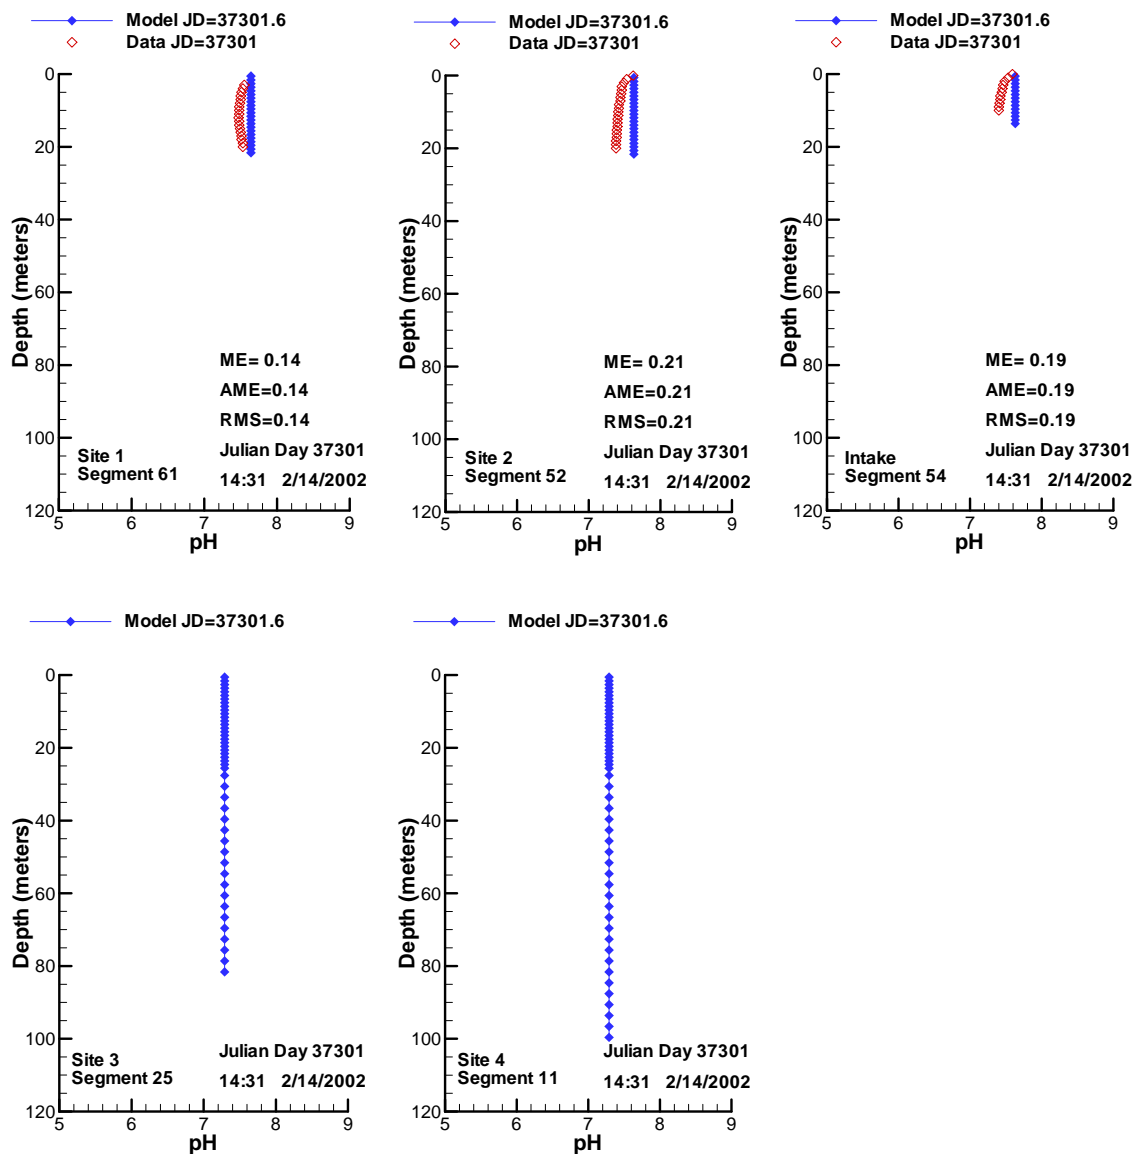 Model JD=37301.6
Data JD=37301
0
20
40
60
80
100
120
Depth (meters)
ME= 0.14
AME=0.14
RMS=0.14
Julian Day 37301
14:31 2/14/2002
Site 1
Segment 61
5 6 7 8 9
pH
Model JD=37301.6
Data JD=37301
0
20
40
60
80
100
120
Depth (meters)
ME= 0.21
AME=0.21
RMS=0.21
Julian Day 37301
14:31 2/14/2002
Site 2
Segment 52
5 6 7 8 9
pH
Model JD=37301.6
Data JD=37301
0
20
40
60
80
100
120
Depth (meters)
ME= 0.19
AME=0.19
RMS=0.19
Julian Day 37301
14:31 2/14/2002
Intake
Segment 54
5 6 7 8 9
pH
Model JD=37301.6
0
20
40
60
80
100
120
Depth (meters)
Julian Day 37301
14:31 2/14/2002
Site 3
Segment 25
5 6 7 8 9
pH
Model JD=37301.6
0
20
40
60
80
100
120
Depth (meters)
Julian Day 37301
14:31 2/14/2002
Site 4
Segment 11
5 6 7 8 9
pH